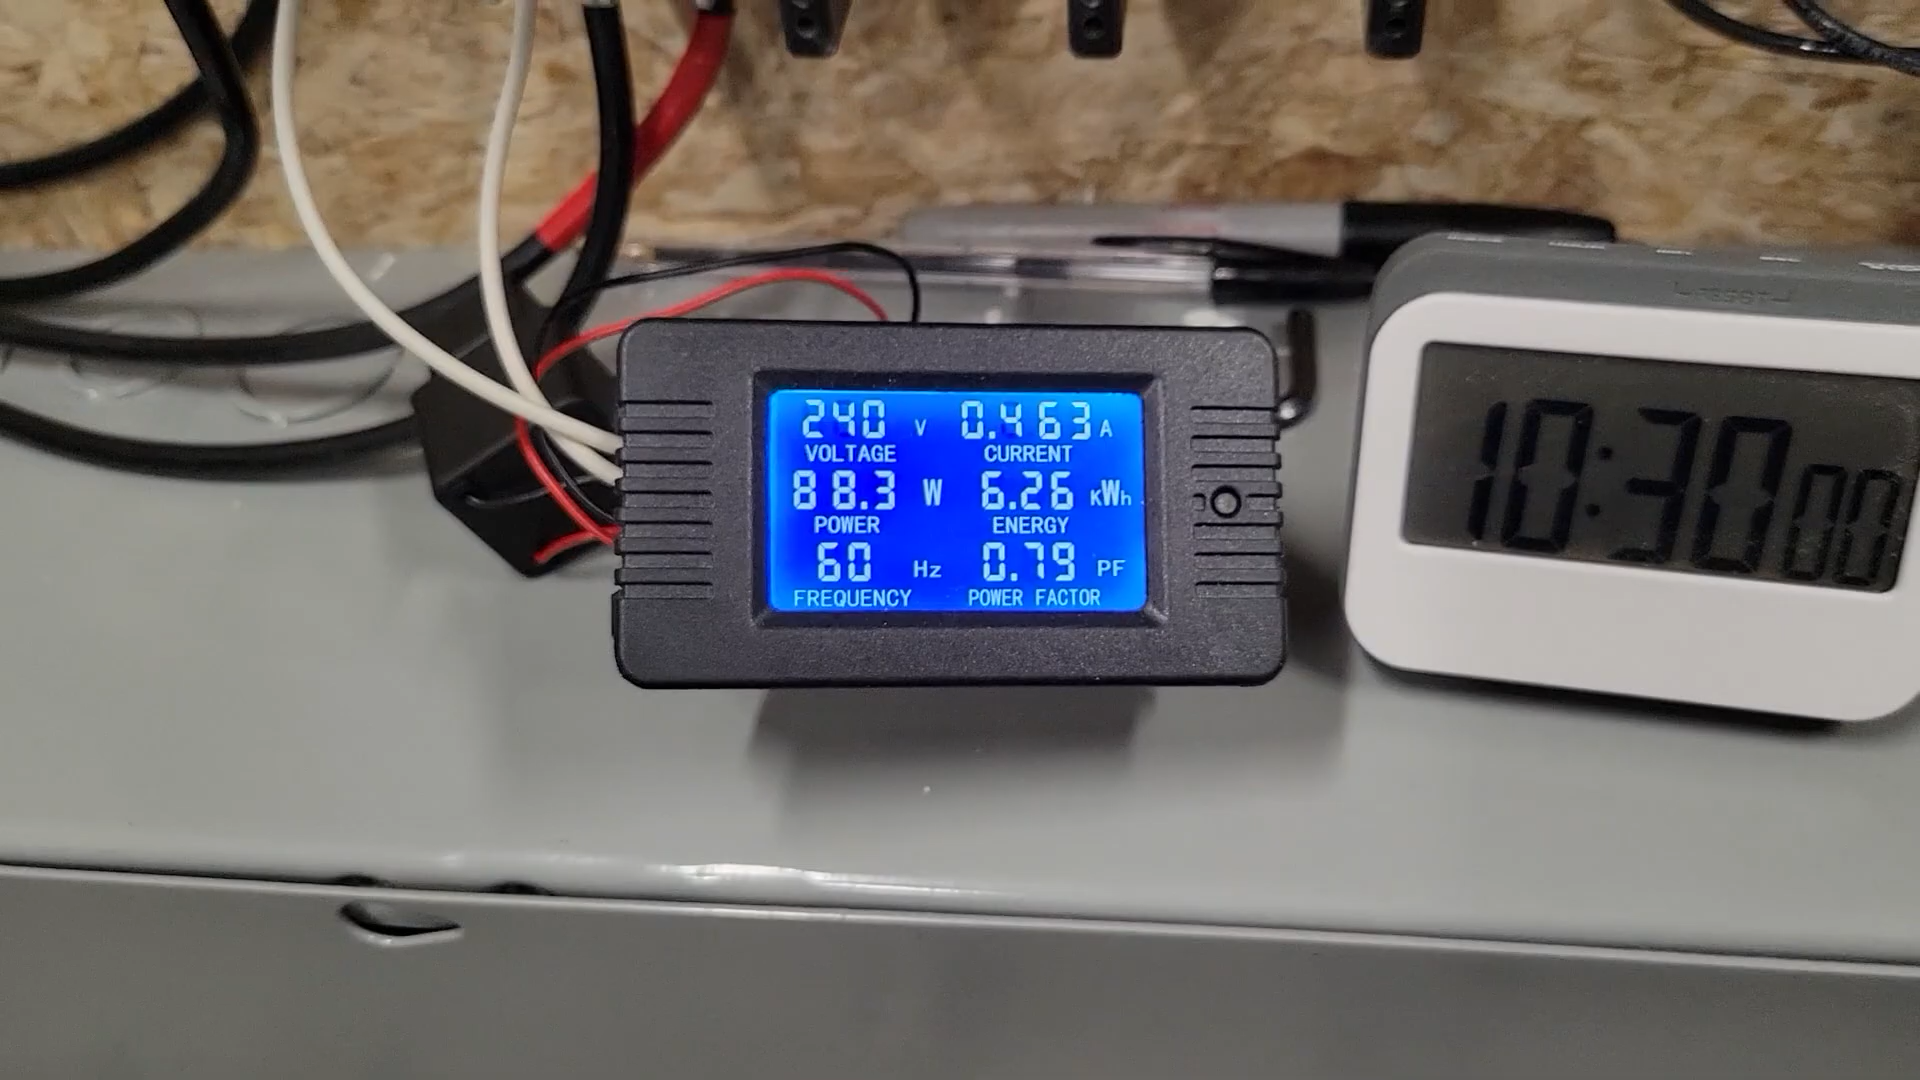 240 V 0.463 A
VOLTAGE CURRENT
88.3 W 6.26 KWh
POWER ENERGY
60 Hz 0.79 PF
FREQUENCY POWER FACTOR
10:30 00